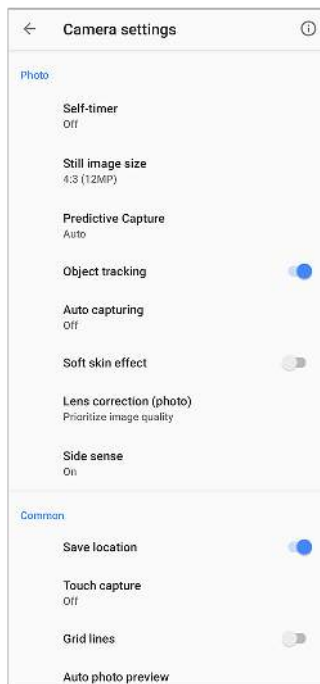 Camera settings
Photo
Self-timer
Off
Still image size
4:3 (12MP)
Predictive Capture
Auto
Object tracking
Auto capturing
Off
Soft skin effect
Lens correction (photo)
Prioritize image quality
Side sense
On
Common
Save location
Touch capture
Off
Grid lines
Auto photo preview